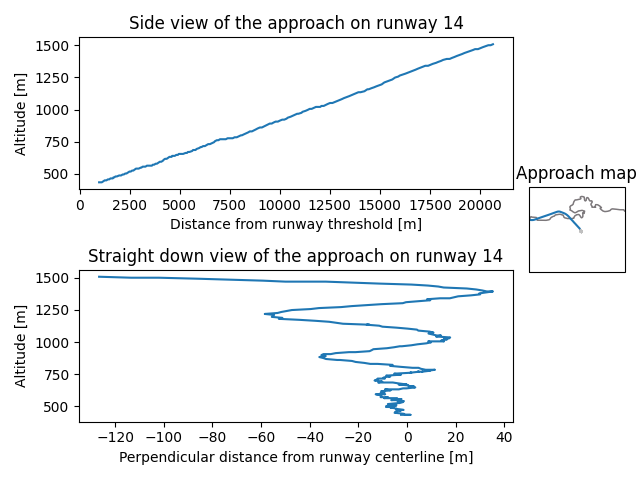 Side view of the approach on runway 14
Altitude [m]
1500
1250
1000
750
500
0 2500 5000 7500 10000 12500 15000 17500 20000
Distance from runway threshold [m]
Approach map
Straight down view of the approach on runway 14
Altitude [m]
1500
1250
1000
750
500
−120 −100 −80 −60 −40 −20 0 20 40
Perpendicular distance from runway centerline [m]